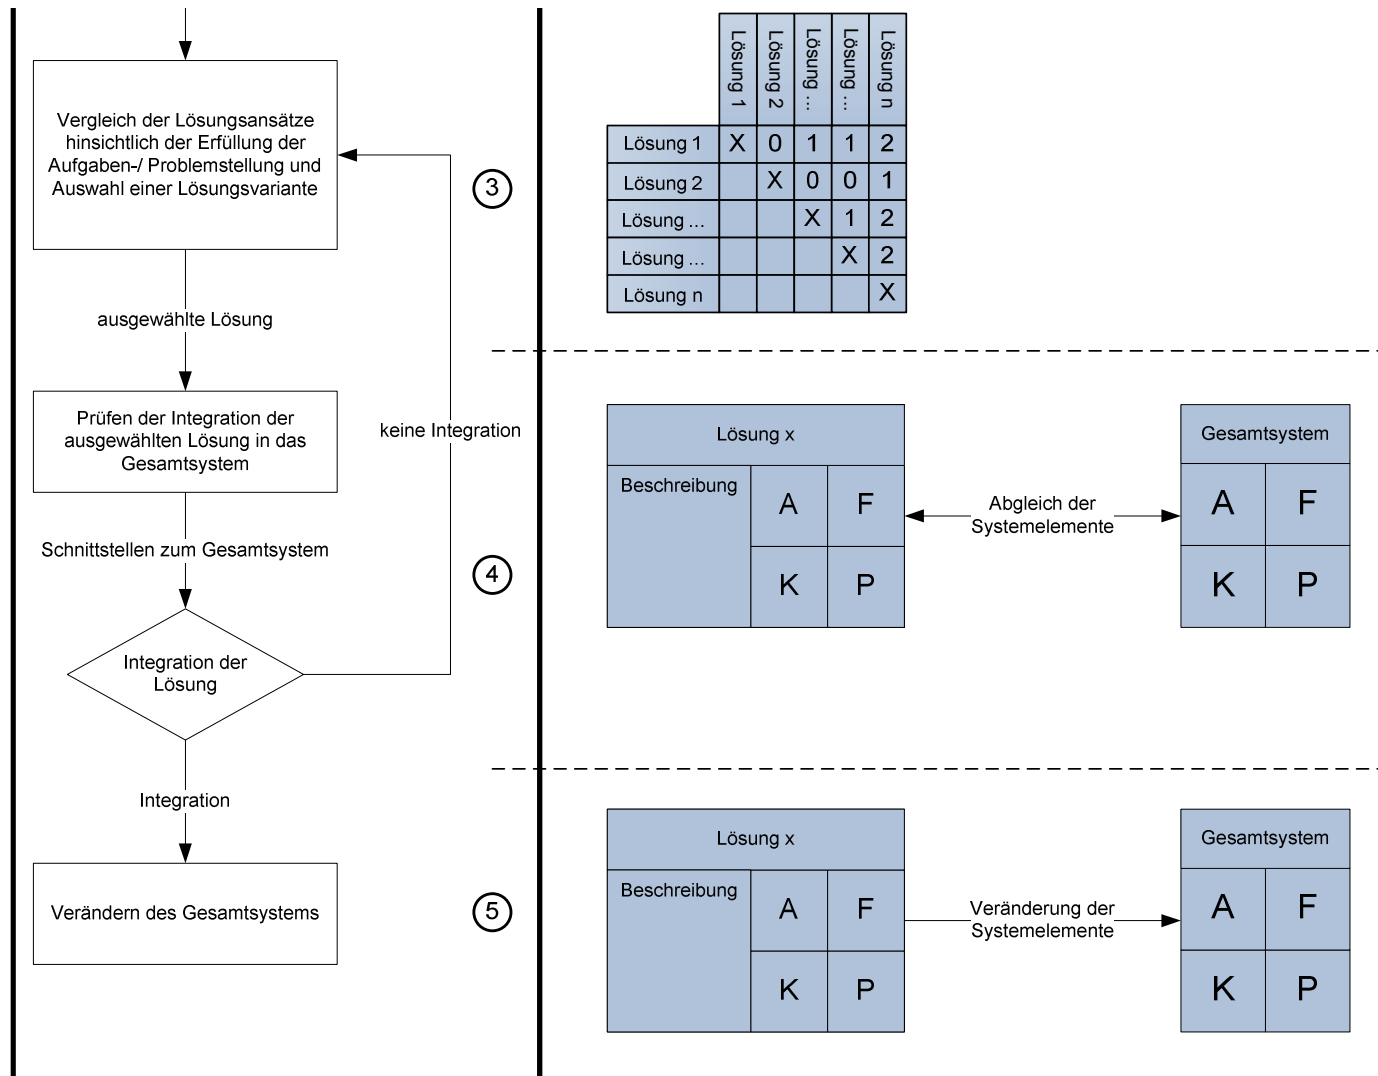 Vergleich der Lösungsansätze
hinsichtlich der Erfüllung der
Aufgaben-/ Problemstellung und
Auswahl einer Lösungsvariante
ausgewählte Lösung
Prüfen der Integration der
ausgewählten Lösung in das
Gesamtsystem
keine Integration
Schnittstellen zum Gesamtsystem
Integration der
Lösung
Integration
Verändern des Gesamtsystems
3
4
5
Lösung 1
Lösung 2
Lösung ...
Lösung ...
Lösung n
Lösung 1 X 0 1 1 2
Lösung 2 X 0 0 1
Lösung ... X 1 2
Lösung ... X 2
Lösung n X
Lösung x
Beschreibung
A F
K P
Abgleich der
Systemelemente
Gesamtsystem
A F
K P
Lösung x
Beschreibung
A F
K P
Veränderung der
Systemelemente
Gesamtsystem
A F
K P